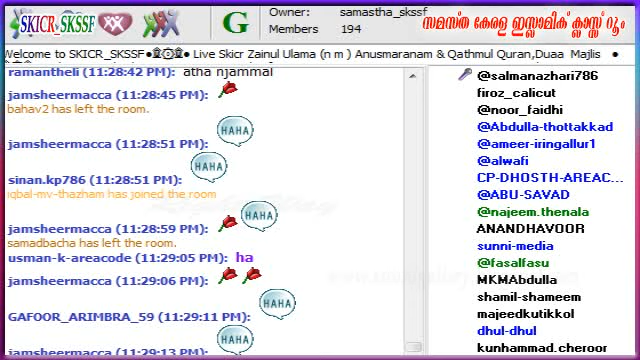 SKICR_SKSSF
G
Owner: samastha_skssf
Members 194
സമസ്ത കേരള ഇസ്ലാമിക് ക്ലാസ്സ് റൂം
Welcome to SKICR_SKSSF● ● Live Skicr Zainul Ulama (n m ) Anusmaranam & Qathmul Quran,Duaa Majlis ●
ramantheli (11:28:42 PM): atha njammal
jamsheermacca (11:28:45 PM):
bahav2 has left the room.
HAHA
jamsheermacca (11:28:51 PM):
HAHA
sinan.kp786 (11:28:51 PM):
iqbal-mv-thazham has joined the room
HAHA
jamsheermacca (11:28:59 PM):
samadbacha has left the room.
usman-k-areacode (11:29:05 PM): ha
jamsheermacca (11:29:06 PM):
HAHA
GAFOOR_ARIMBRA_59 (11:29:11 PM):
HAHA
jamsheermacca (11:29:13 PM):
@salmanazhari786
firoz_calicut
@noor_faidhi
@Abdulla-thottakkad
@ameer-iringallur1
@alwafi
CP-DHOSTH-AREAC...
@ABU-SAVAD
@najeem.thenala
ANANDHAVOOR
sunni-media
@fasalfasu
MKMAbdulla
shamil-shameem
majeedkutikkol
dhul-dhul
kunhammad.cheroor